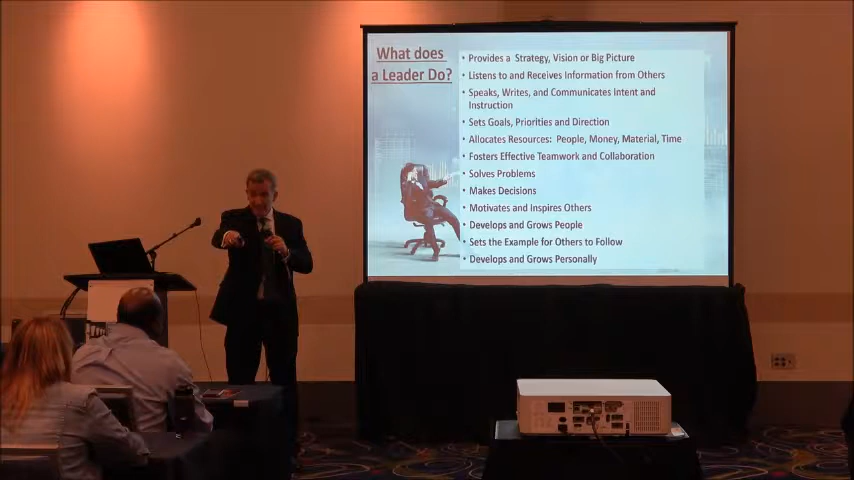 What does
a Leader Do?
• Provides a Strategy, Vision or Big Picture
• Listens to and Receives Information from Others
• Speaks, Writes, and Communicates Intent and
Instruction
• Sets Goals, Priorities and Direction
• Allocates Resources: People, Money, Material, Time
• Fosters Effective Teamwork and Collaboration
• Solves Problems
• Makes Decisions
• Motivates and Inspires Others
• Develops and Grows People
• Sets the Example for Others to Follow
• Develops and Grows Personally